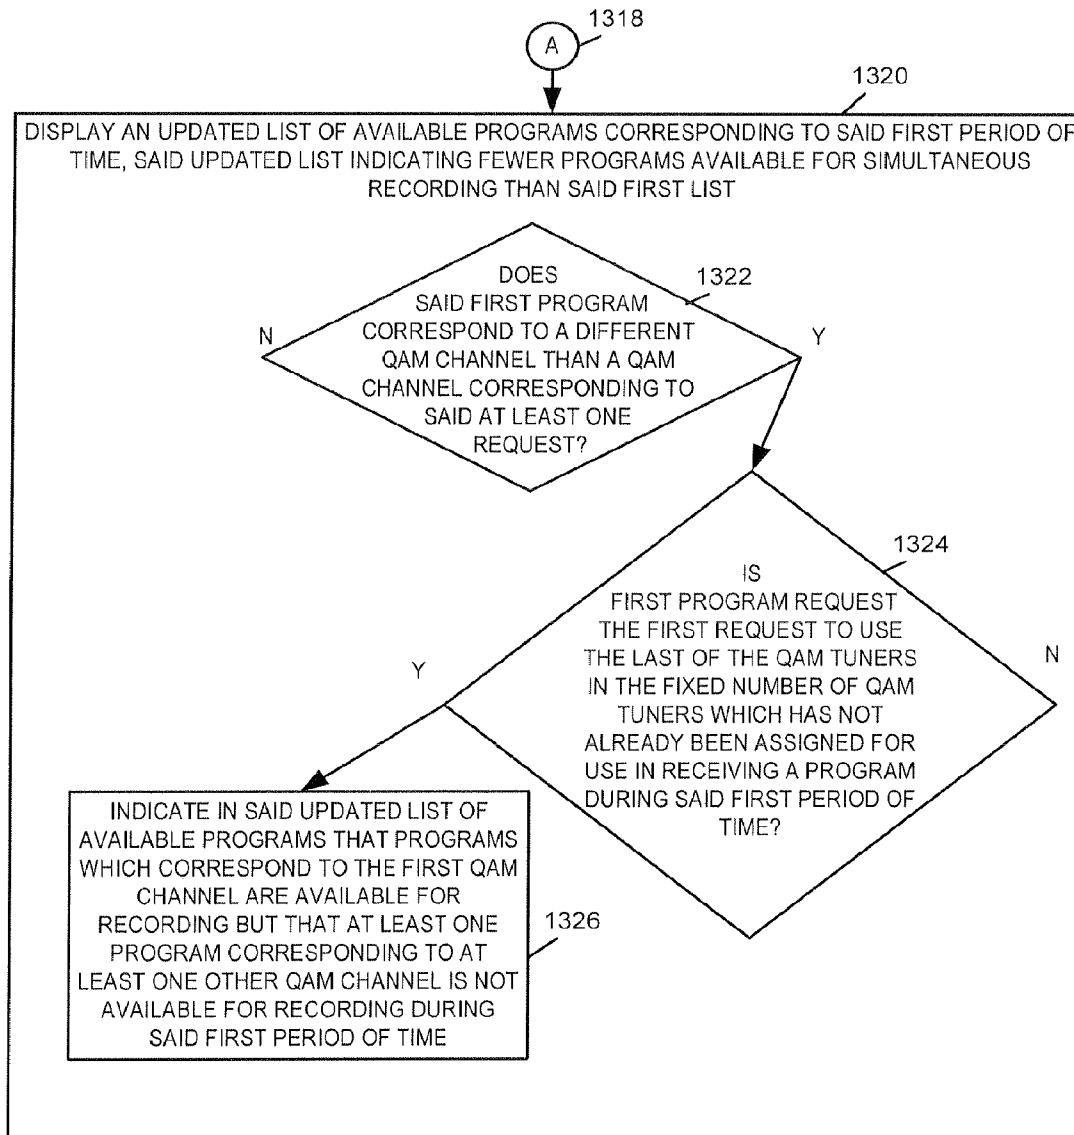 1318
A
1320
DISPLAY AN UPDATED LIST OF AVAILABLE PROGRAMS CORRESPONDING TO SAID FIRST PERIOD OF
TIME, SAID UPDATED LIST INDICATING FEWER PROGRAMS AVAILABLE FOR SIMULTANEOUS
RECORDING THAN SAID FIRST LIST
1322
DOES
SAID FIRST PROGRAM
CORRESPOND TO A DIFFERENT
QAM CHANNEL THAN A QAM
CHANNEL CORRESPONDING TO
SAID AT LEAST ONE
REQUEST?
N
Y
1324
IS
FIRST PROGRAM REQUEST
THE FIRST REQUEST TO USE
THE LAST OF THE QAM TUNERS
IN THE FIXED NUMBER OF QAM
TUNERS WHICH HAS NOT
ALREADY BEEN ASSIGNED FOR
USE IN RECEIVING A PROGRAM
DURING SAID FIRST PERIOD OF
TIME?
Y
N
INDICATE IN SAID UPDATED LIST OF
AVAILABLE PROGRAMS THAT PROGRAMS
WHICH CORRESPOND TO THE FIRST QAM
CHANNEL ARE AVAILABLE FOR
RECORDING BUT THAT AT LEAST ONE
PROGRAM CORRESPONDING TO AT
LEAST ONE OTHER QAM CHANNEL IS NOT
AVAILABLE FOR RECORDING DURING
SAID FIRST PERIOD OF TIME
1326